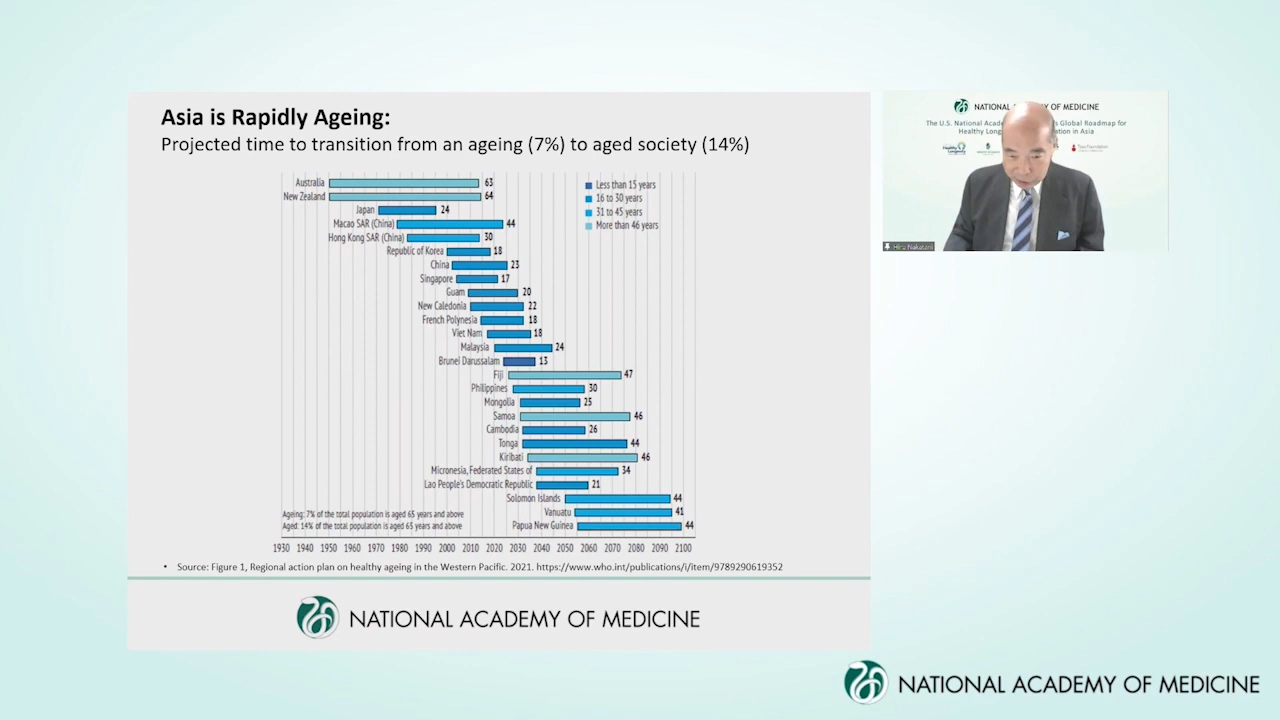 Asia is Rapidly Ageing:
Projected time to transition from an ageing (7%) to aged society (14%)
Australia 63
New Zealand 64
Japan 24
Macao SAR (China) 44
Hong Kong SAR (China) 30
Republic of Korea 18
China 23
Singapore 17
Guam 20
New Caledonia 22
French Polynesia 18
Viet Nam 18
Malaysia 24
Brunei Darussalam 13
Fiji 47
Philippines 30
Mongolia 25
Samoa 46
Cambodia 26
Tonga 44
Kiribati 46
Micronesia, Federated States of 34
Lao People's Democratic Republic 21
Solomon Islands 44
Vanuatu 41
Papua New Guinea 44
Less than 15 years
16 to 30 years
31 to 45 years
More than 46 years
Ageing: 7% of the total population is aged 65 years and above
Aged: 14% of the total population is aged 65 years and above
1930 1940 1950 1960 1970 1980 1990 2000 2010 2020 2030 2040 2050 2060 2070 2080 2090 2100
• Source: Figure 1, Regional action plan on healthy ageing in the Western Pacific. 2021. https://www.who.int/publications/i/item/9789290619352
NATIONAL ACADEMY OF MEDICINE
NATIONAL ACADEMY OF MEDICINE
The U.S. National Global Roadmap for
Healthy in Asia
Hiro Nakatani
NATIONAL ACADEMY OF MEDICINE